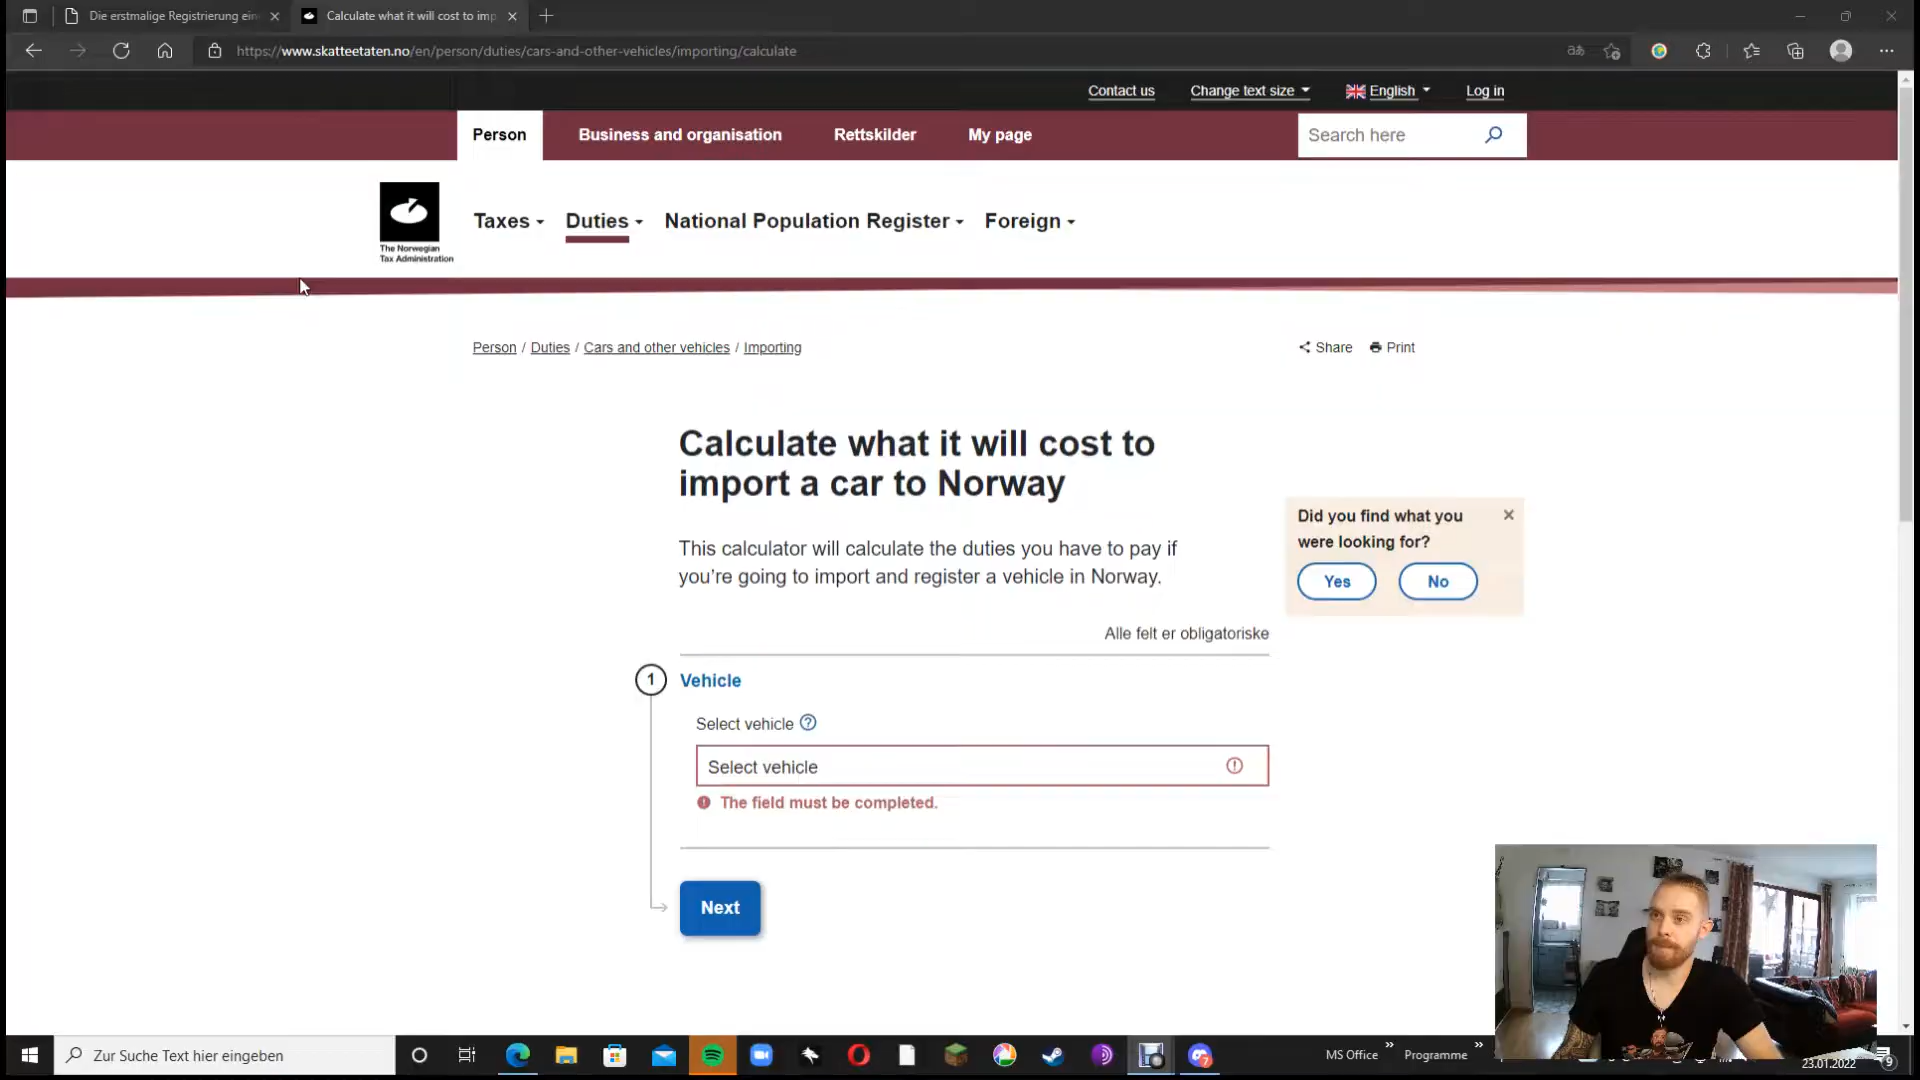 Die erstmalige Registrierung ein
Calculate what it will cost to imp
https://www.skatteetaten.no/en/person/duties/cars-and-other-vehicles/importing/calculate
Contact us
Change text size
English
Log in
Person
Business and organisation
Rettskilder
My page
Search here
The Norwegian
Tax Administration
Taxes
Duties
National Population Register
Foreign
Person / Duties / Cars and other vehicles / Importing
Share
Print
Calculate what it will cost to
import a car to Norway
This calculator will calculate the duties you have to pay if
you're going to import and register a vehicle in Norway.
Did you find what you
were looking for?
Yes
No
Alle felt er obligatoriske
1
Vehicle
Select vehicle ?
Select vehicle
The field must be completed.
Next
Zur Suche Text hier eingeben
MS Office
Programme
23.01.2022